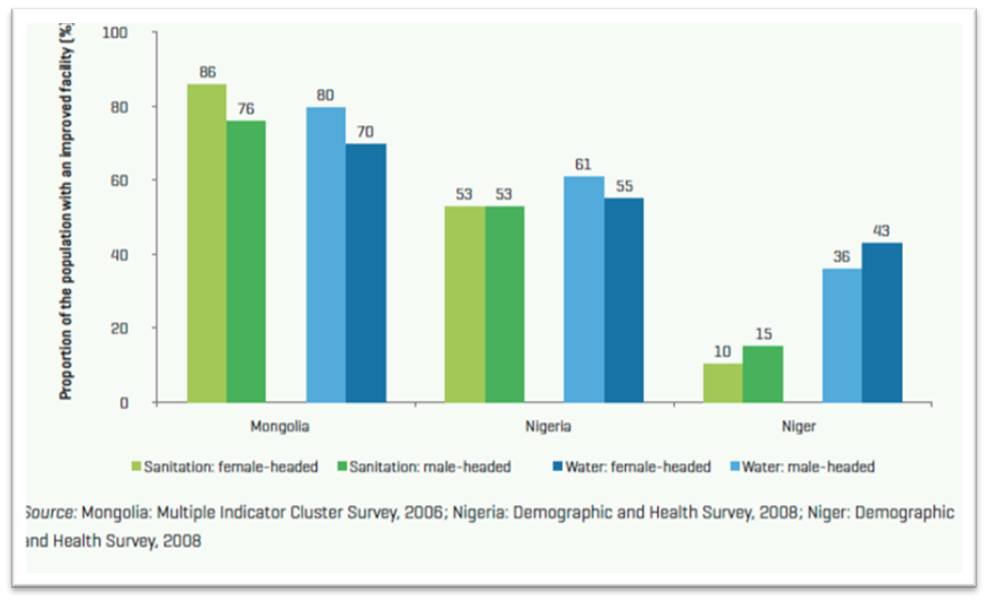 Proportion of the population with an improved facility (%)
100
80
60
40
20
0
86
76
80
70
53
53
61
55
10
15
36
43
Mongolia
Nigeria
Niger
Sanitation: female-headed
Sanitation: male-headed
Water: female-headed
Water: male-headed
Source: Mongolia: Multiple Indicator Cluster Survey, 2006; Nigeria: Demographic and Health Survey, 2008; Niger: Demographic
and Health Survey, 2008